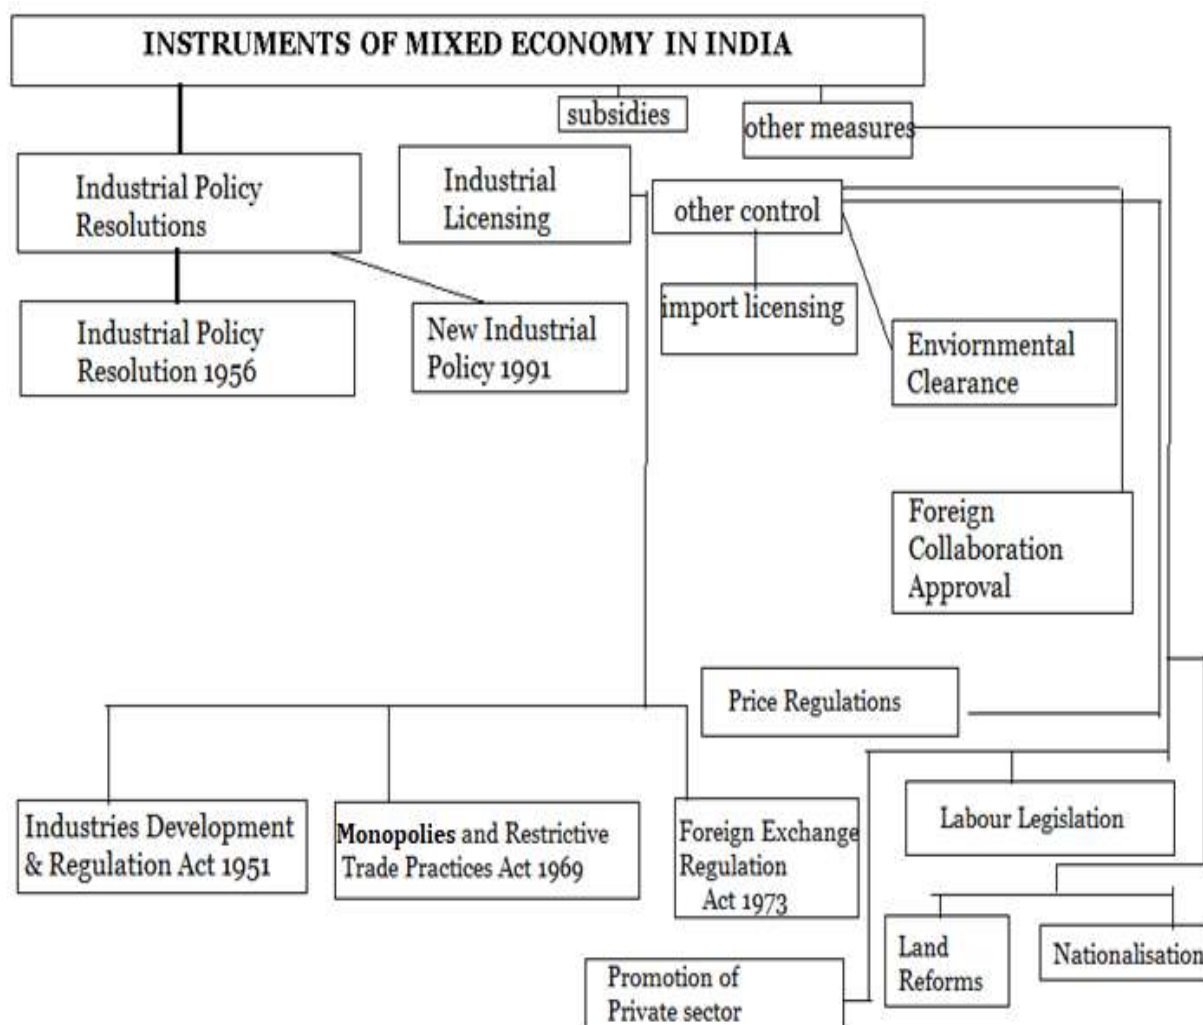 INSTRUMENTS OF MIXED ECONOMY IN INDIA
subsidies
other measures
Industrial Policy
Resolutions
Industrial
Licensing
other control
import licensing
Industrial Policy
Resolution 1956
New Industrial
Policy 1991
Enviornmental
Clearance
Foreign
Collaboration
Approval
Price Regulations
Industries Development
& Regulation Act 1951
Monopolies and Restrictive
Trade Practices Act 1969
Foreign Exchange
Regulation
Act 1973
Labour Legislation
Land
Reforms
Nationalisation
Promotion of
Private sector